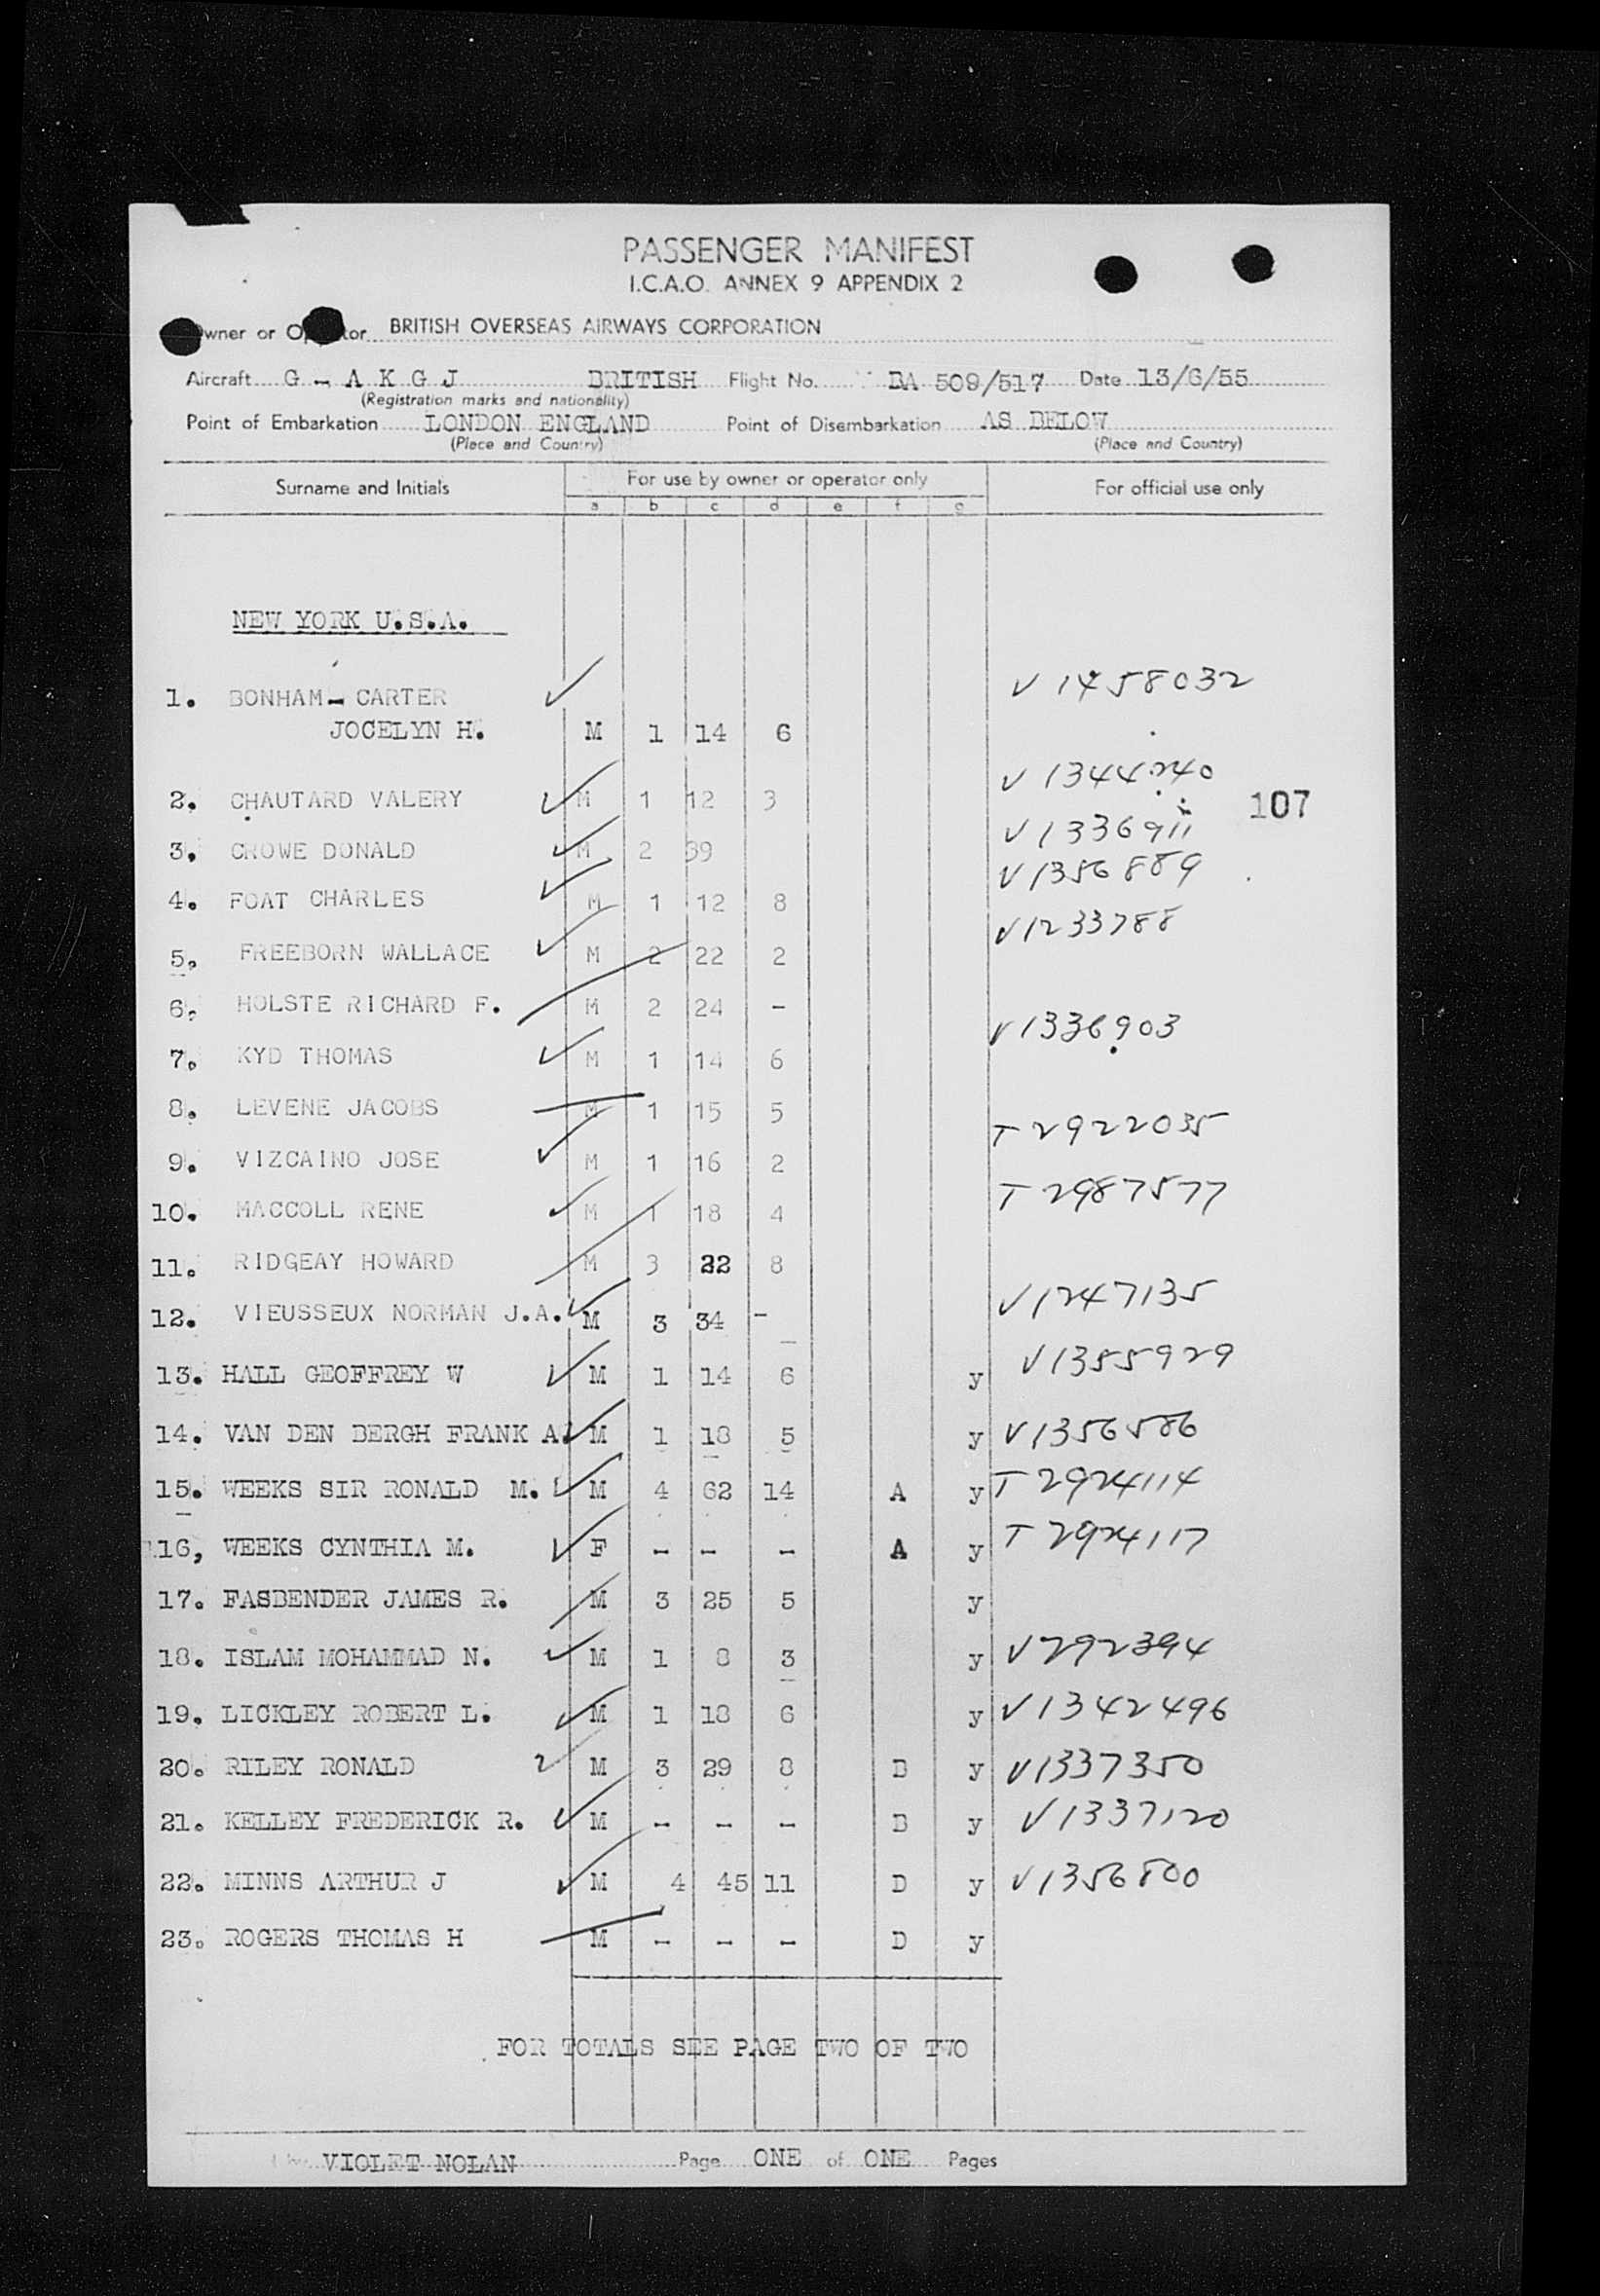 PASSENGER MANIFEST
I.C.A.O. ANNEX 9 APPENDIX 2
wner or O tor BRITISH OVERSEAS AIRWAYS CORPORATION
Aircraft G - A K G J BRITISH Flight No. BA 509/517 Date 13/6/55
(Registration marks and nationality)
Point of Embarkation LONDON ENGLAND Point of Disembarkation AS BELOW
(Place and Country) (Place and Country)
Surname and Initials For use by owner or operator only For official use only
a b c d e f g
NEW YORK U.S.A.
1. BONHAM-CARTER ✓ V 1458032
JOCELYN H. M 1 14 6
2. CHAUTARD VALERY ✓ M 1 12 3 V 1344240
107
3. CROWE DONALD ✓ M 2 39 V 1336911
4. FOAT CHARLES ✓ M 1 12 8 V 1356889
5. FREEBORN WALLACE ✓ M 2 22 2 V 1233788
6. HOLSTE RICHARD F. M 2 24 -
7. KYD THOMAS ✓ M 1 14 6 V 1336903
8. LEVENE JACOBS M 1 15 5
9. VIZCAINO JOSE ✓ M 1 16 2 T 2922035
10. MACCOLL RENE ✓ M 1 18 4 T 2987577
11. RIDGEAY HOWARD M 3 22 8
12. VIEUSSEUX NORMAN J.A. ✓ M 3 34 - V 1247135
13. HALL GEOFFREY W ✓ M 1 14 6 y V 1355929
14. VAN DEN BERGH FRANK A. ✓ M 1 18 5 y V 1356586
15. WEEKS SIR RONALD M. ✓ M 4 62 14 A y T 2924114
16, WEEKS CYNTHIA M. ✓ F - - - A y T 2924117
17. FASBENDER JAMES R. M 3 25 5 y
18. ISLAM MOHAMMAD N. ✓ M 1 8 3 y V 292394
19. LICKLEY ROBERT L. ✓ M 1 18 6 y V 1342496
20. RILEY RONALD ✓ M 3 29 8 B y V 1337350
21. KELLEY FREDERICK R. ✓ M - - - B y V 1337120
22. MINNS ARTHUR J ✓ M 4 45 11 D y V 1356800
23. ROGERS THOMAS H M - - - D y
FOR TOTALS SEE PAGE TWO OF TWO
VIOLET NOLAN Page ONE of ONE Pages